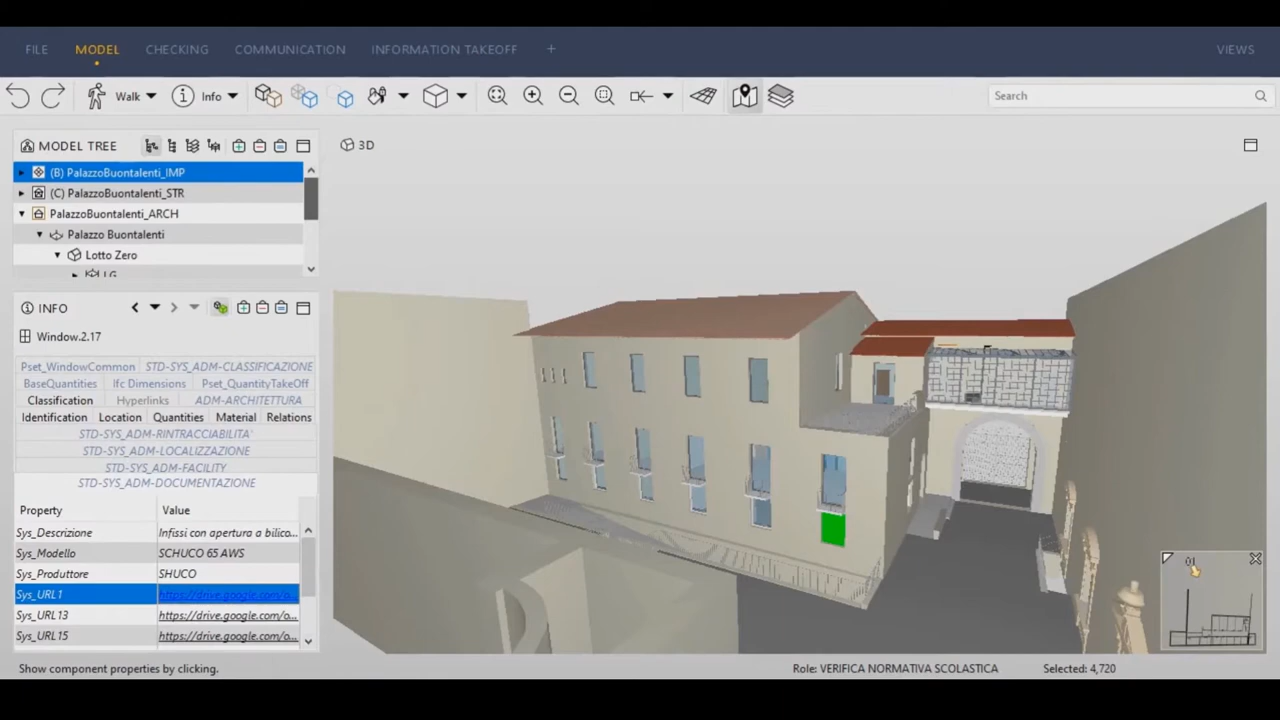 FILE MODEL CHECKING COMMUNICATION INFORMATION TAKEOFF + VIEWS
Walk Info Search
MODEL TREE
3D
(B) PalazzoBuontalenti_IMP
(C) PalazzoBuontalenti_STR
PalazzoBuontalenti_ARCH
Palazzo Buontalenti
Lotto Zero
INFO
Window.2.17
Pset_WindowCommon STD-SYS_ADM-CLASSIFICAZIONE
BaseQuantities Ifc Dimensions Pset_QuantityTakeOff
Classification Hyperlinks ADM-ARCHITETTURA
Identification Location Quantities Material Relations
STD-SYS_ADM-RINTRACCIABILITA'
STD-SYS_ADM-LOCALIZZAZIONE
STD-SYS_ADM-FACILITY
STD-SYS_ADM-DOCUMENTAZIONE
Property Value
Sys_Descrizione Infissi con apertura a bilico...
Sys_Modello SCHUCO 65 AWS
Sys_Produttore SHUCO
Sys_URL1 https://drive.google.com/o...
Sys_URL13 https://drive.google.com/o...
Sys_URL15 https://drive.google.com/o...
Show component properties by clicking. Role: VERIFICA NORMATIVA SCOLASTICA Selected: 4,720